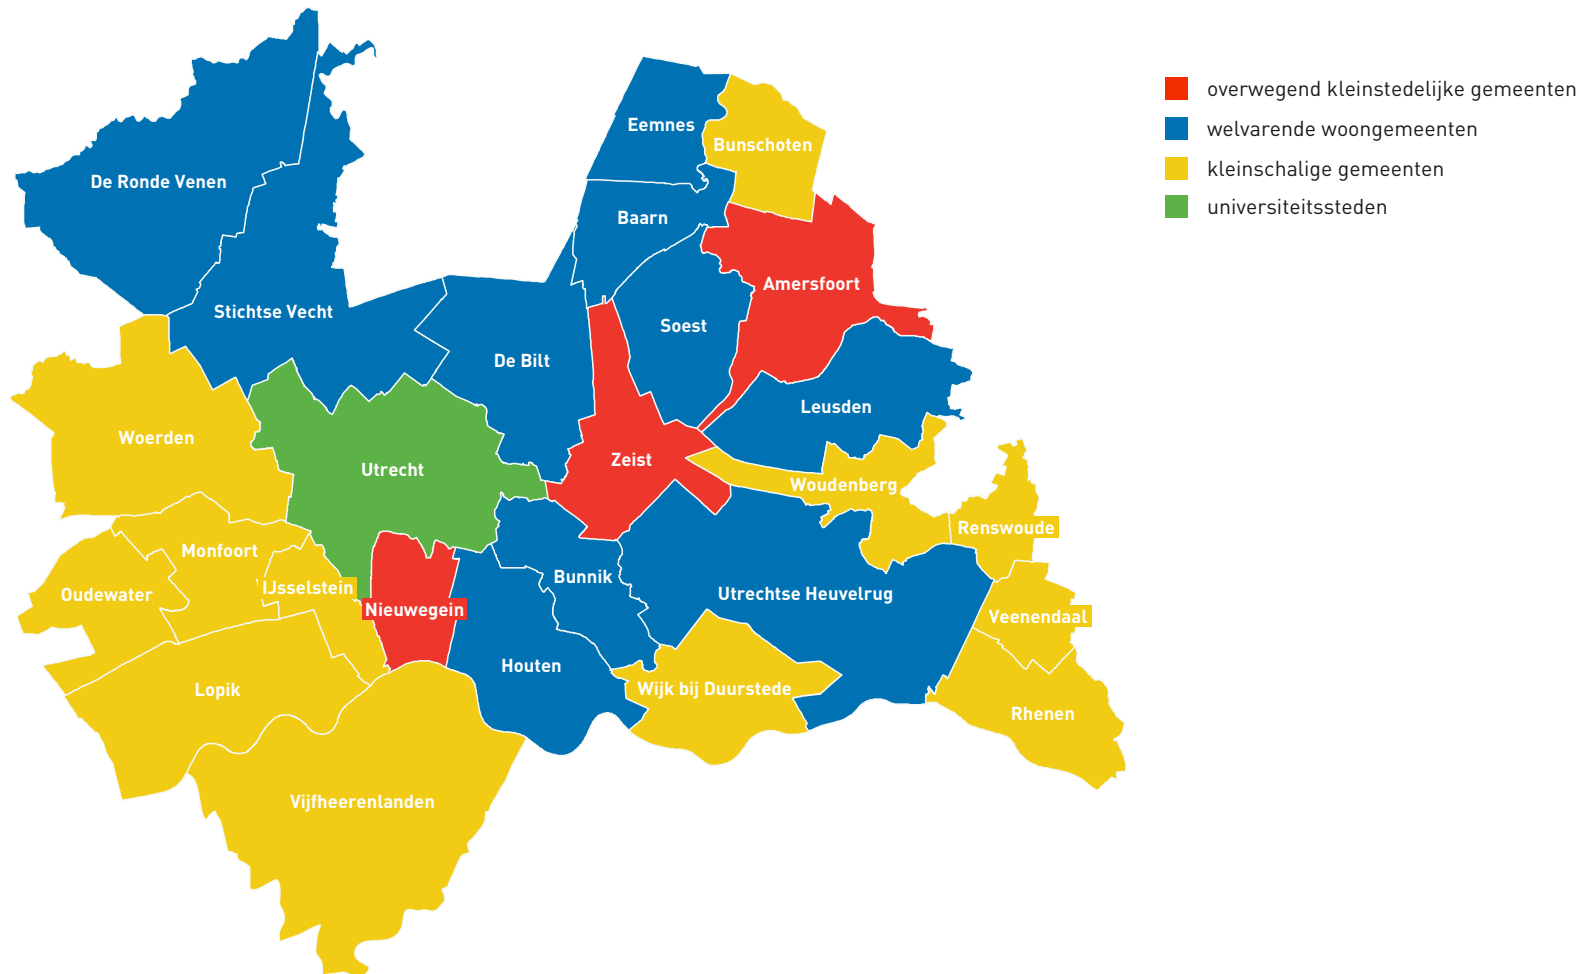 overwegend kleinstedelijke gemeenten
welvarende woongemeenten
kleinschalige gemeenten
universiteitssteden
Eemnes
Bunschoten
De Ronde Venen
Baarn
Amersfoort
Stichtse Vecht
Soest
De Bilt
Leusden
Woerden
Zeist
Utrecht
Woudenberg
Renswoude
Monfoort
Bunnik
IJsselstein
Oudewater
Utrechtse Heuvelrug
Nieuwegein
Veenendaal
Houten
Lopik
Wijk bij Duurstede
Rhenen
Vijfheerenlanden